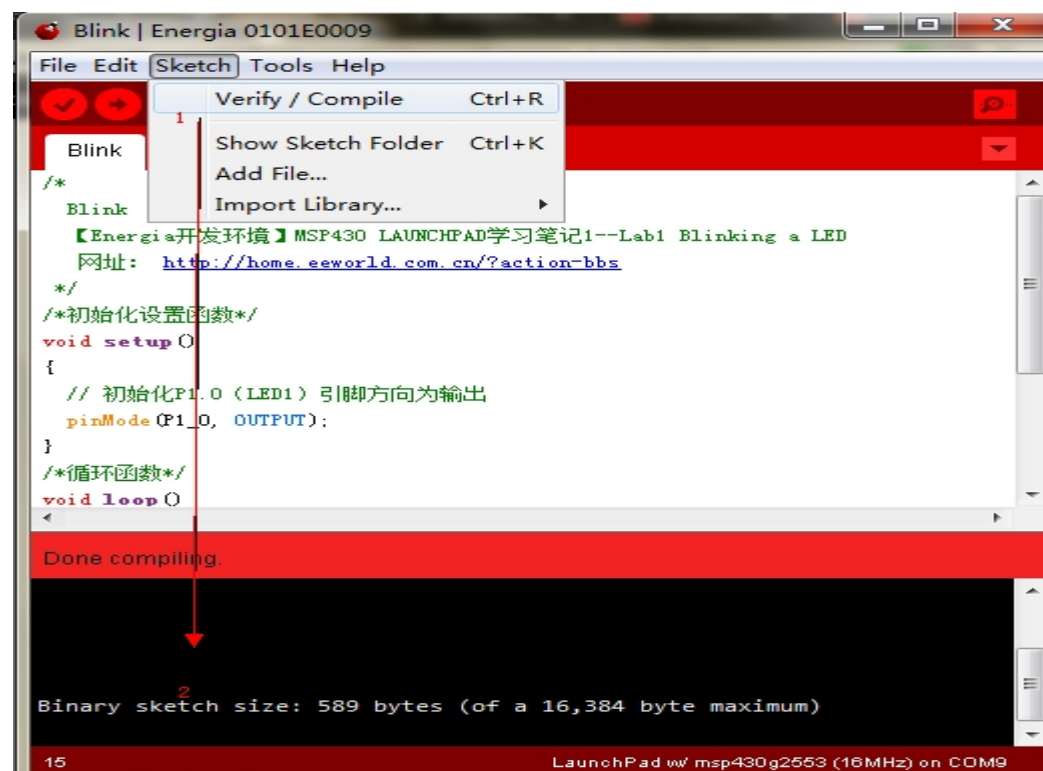 Blink | Energia 0101E0009
File Edit Sketch Tools Help
Verify / Compile Ctrl+R
1
Show Sketch Folder Ctrl+K
Add File...
Import Library...
Blink
/*
Blink
【Energia开发环境】MSP430 LAUNCHPAD学习笔记1--Lab1 Blinking a LED
网址： http://home.eeworld.com.cn/?action-bbs
*/
/*初始化设置函数*/
void setup()
{
// 初始化P1.0（LED1）引脚方向为输出
pinMode(P1_0, OUTPUT);
}
/*循环函数*/
void loop()
Done compiling.
2
Binary sketch size: 589 bytes (of a 16,384 byte maximum)
15 LaunchPad w/ msp430g2553 (16MHz) on COM9